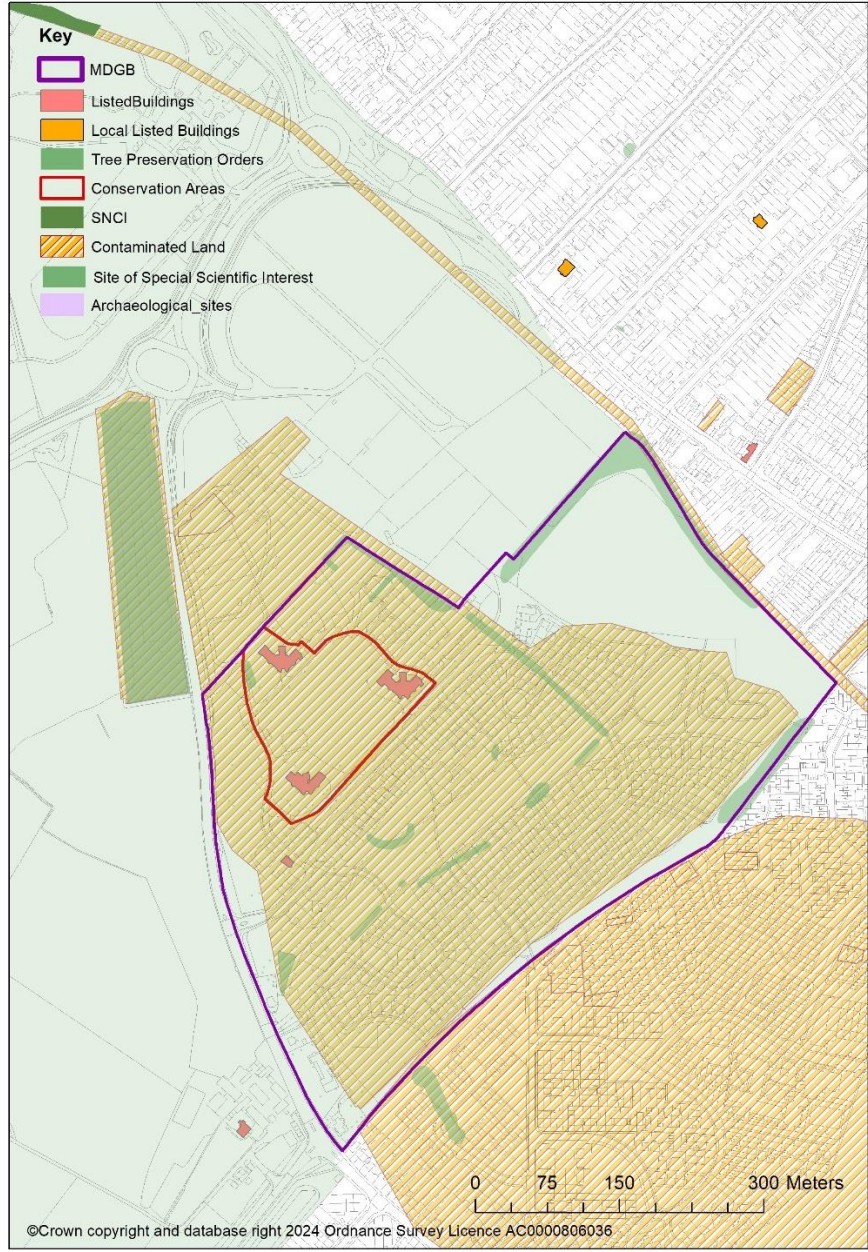 Key
MDGB
ListedBuildings
Local Listed Buildings
Tree Preservation Orders
Conservation Areas
SNCI
Contaminated Land
Site of Special Scientific Interest
Archaeological_sites
0 75 150 300 Meters
©Crown copyright and database right 2024 Ordnance Survey Licence AC0000806036